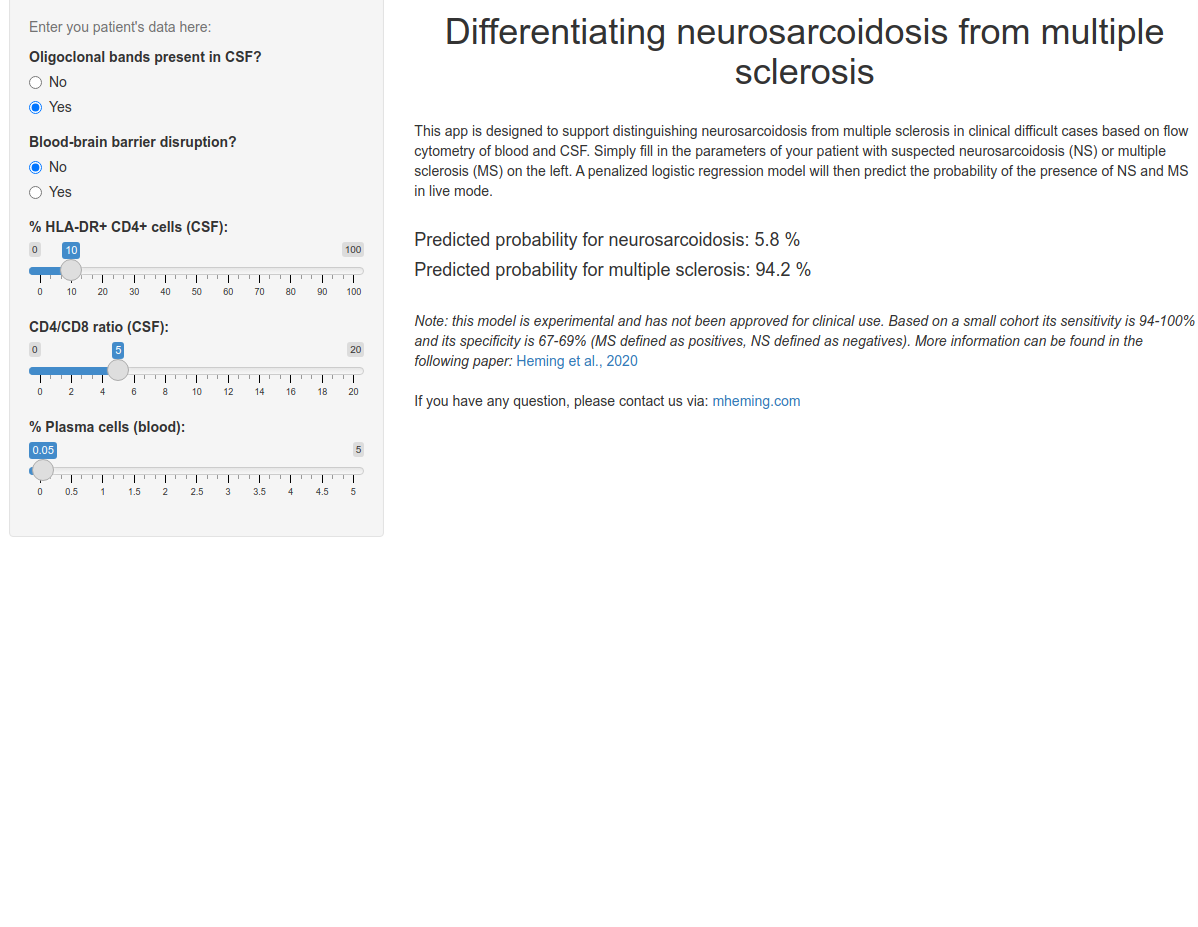 Enter you patient's data here:
Oligoclonal bands present in CSF?
No
Yes
Blood-brain barrier disruption?
No
Yes
% HLA-DR+ CD4+ cells (CSF):
0 10 100
0 10 20 30 40 50 60 70 80 90 100
CD4/CD8 ratio (CSF):
0 5 20
0 2 4 6 8 10 12 14 16 18 20
% Plasma cells (blood):
0.05 5
0 0.5 1 1.5 2 2.5 3 3.5 4 4.5 5
Differentiating neurosarcoidosis from multiple
sclerosis
This app is designed to support distinguishing neurosarcoidosis from multiple sclerosis in clinical difficult cases based on flow
cytometry of blood and CSF. Simply fill in the parameters of your patient with suspected neurosarcoidosis (NS) or multiple
sclerosis (MS) on the left. A penalized logistic regression model will then predict the probability of the presence of NS and MS
in live mode.
Predicted probability for neurosarcoidosis: 5.8 %
Predicted probability for multiple sclerosis: 94.2 %
Note: this model is experimental and has not been approved for clinical use. Based on a small cohort its sensitivity is 94-100%
and its specificity is 67-69% (MS defined as positives, NS defined as negatives). More information can be found in the
following paper: Heming et al., 2020
If you have any question, please contact us via: mheming.com